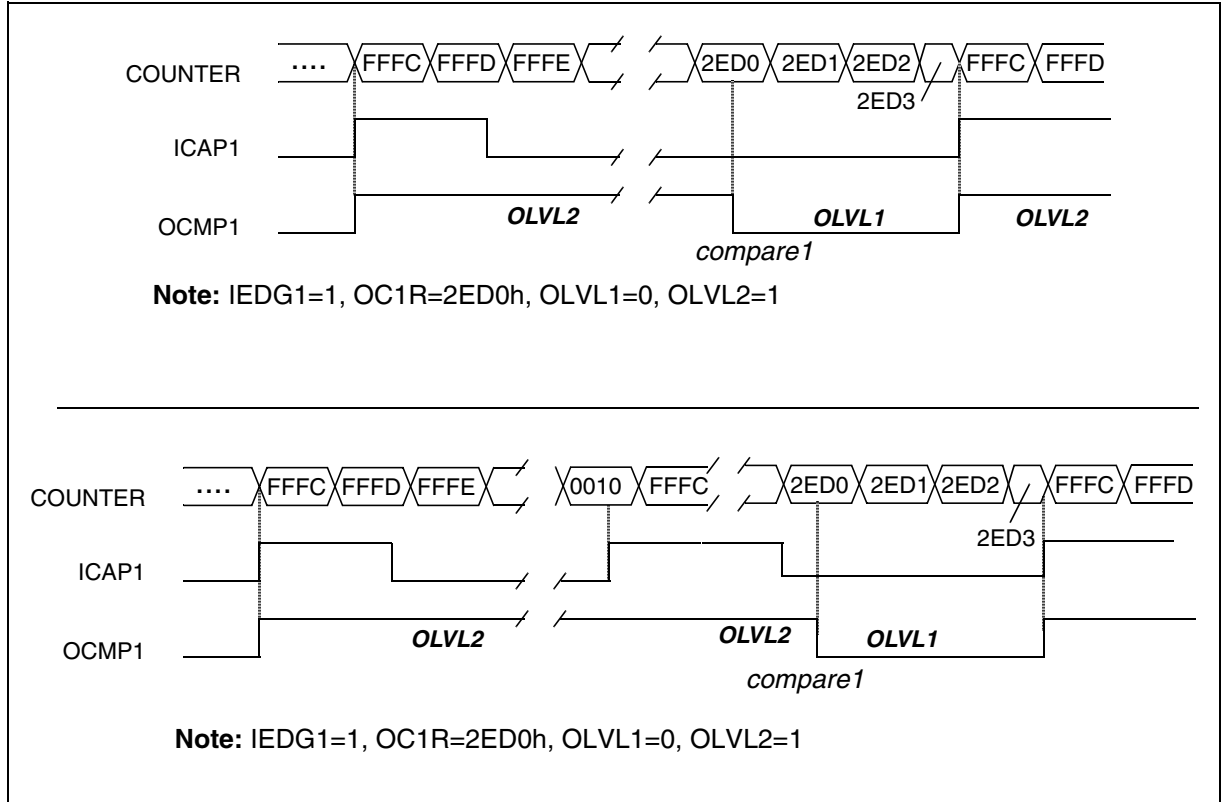 COUNTER .... FFFC FFFD FFFE 2ED0 2ED1 2ED2 FFFC FFFD
2ED3
ICAP1
OCMP1 OLVL2 OLVL1 OLVL2
compare1
Note: IEDG1=1, OC1R=2ED0h, OLVL1=0, OLVL2=1
COUNTER .... FFFC FFFD FFFE 0010 FFFC 2ED0 2ED1 2ED2 FFFC FFFD
2ED3
ICAP1
OCMP1 OLVL2 OLVL2 OLVL1
compare1
Note: IEDG1=1, OC1R=2ED0h, OLVL1=0, OLVL2=1